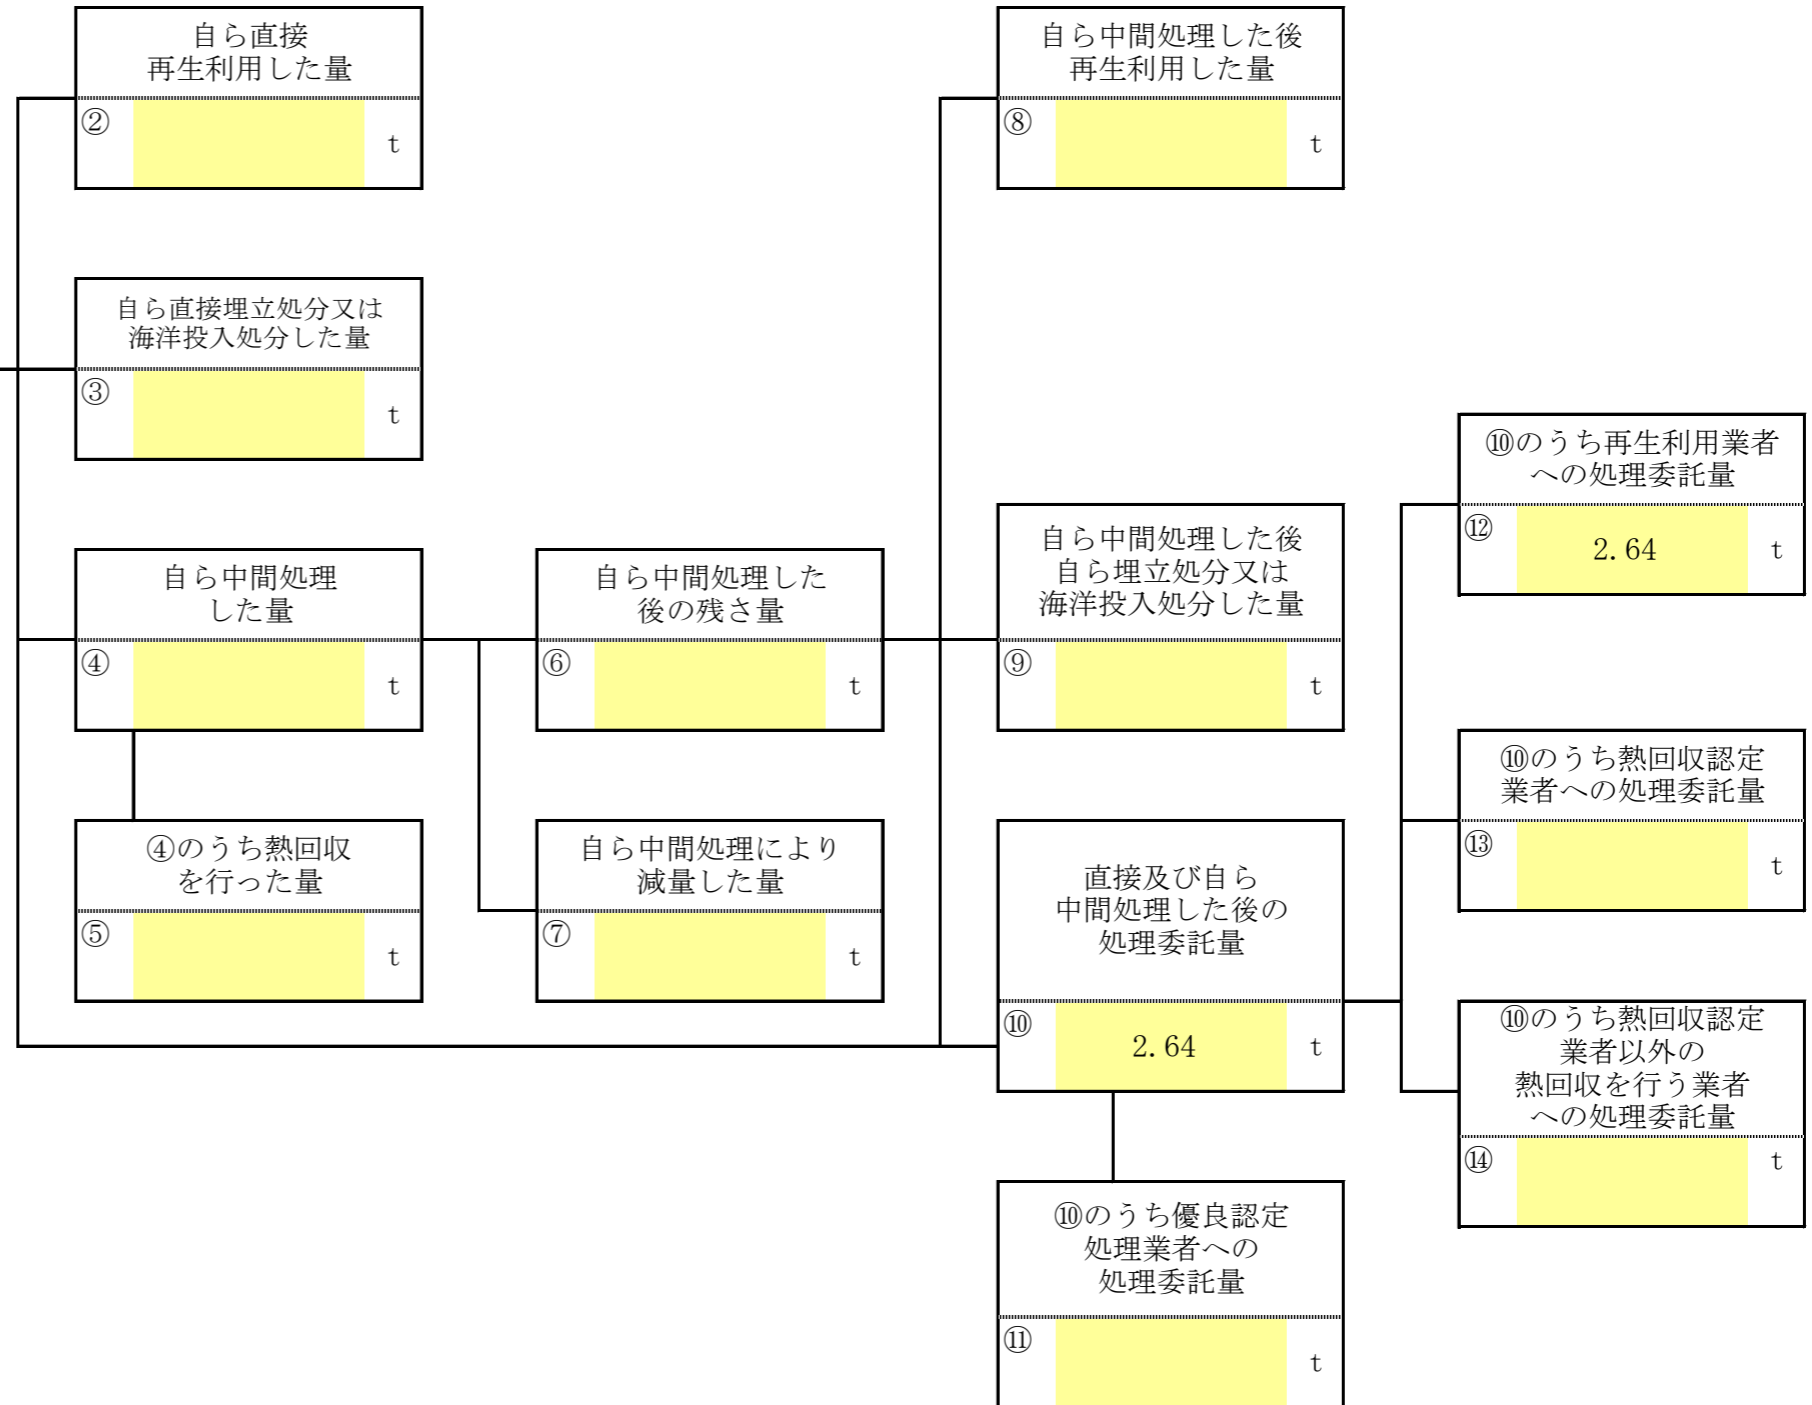 自ら直接
再生利用した量
②
t
自ら中間処理した後
再生利用した量
⑧
t
自ら直接埋立処分又は
海洋投入処分した量
③
t
⑩のうち再生利用業者
への処理委託量
⑫
2.64
t
自ら中間処理
した量
④
t
自ら中間処理した
後の残さ量
⑥
t
自ら中間処理した後
自ら埋立処分又は
海洋投入処分した量
⑨
t
⑩のうち熱回収認定
業者への処理委託量
⑬
t
④のうち熱回収
を行った量
⑤
t
自ら中間処理により
減量した量
⑦
t
直接及び自ら
中間処理した後の
処理委託量
⑩
2.64
t
⑩のうち熱回収認定
業者以外の
熱回収を行う業者
への処理委託量
⑭
t
⑩のうち優良認定
処理業者への
処理委託量
⑪
t